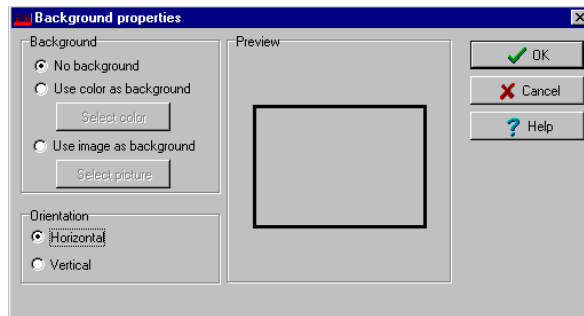 Background properties
Background
No background
Use color as background
Select color
Use image as background
Select picture
Orientation
Horizontal
Vertical
Preview
OK
Cancel
Help